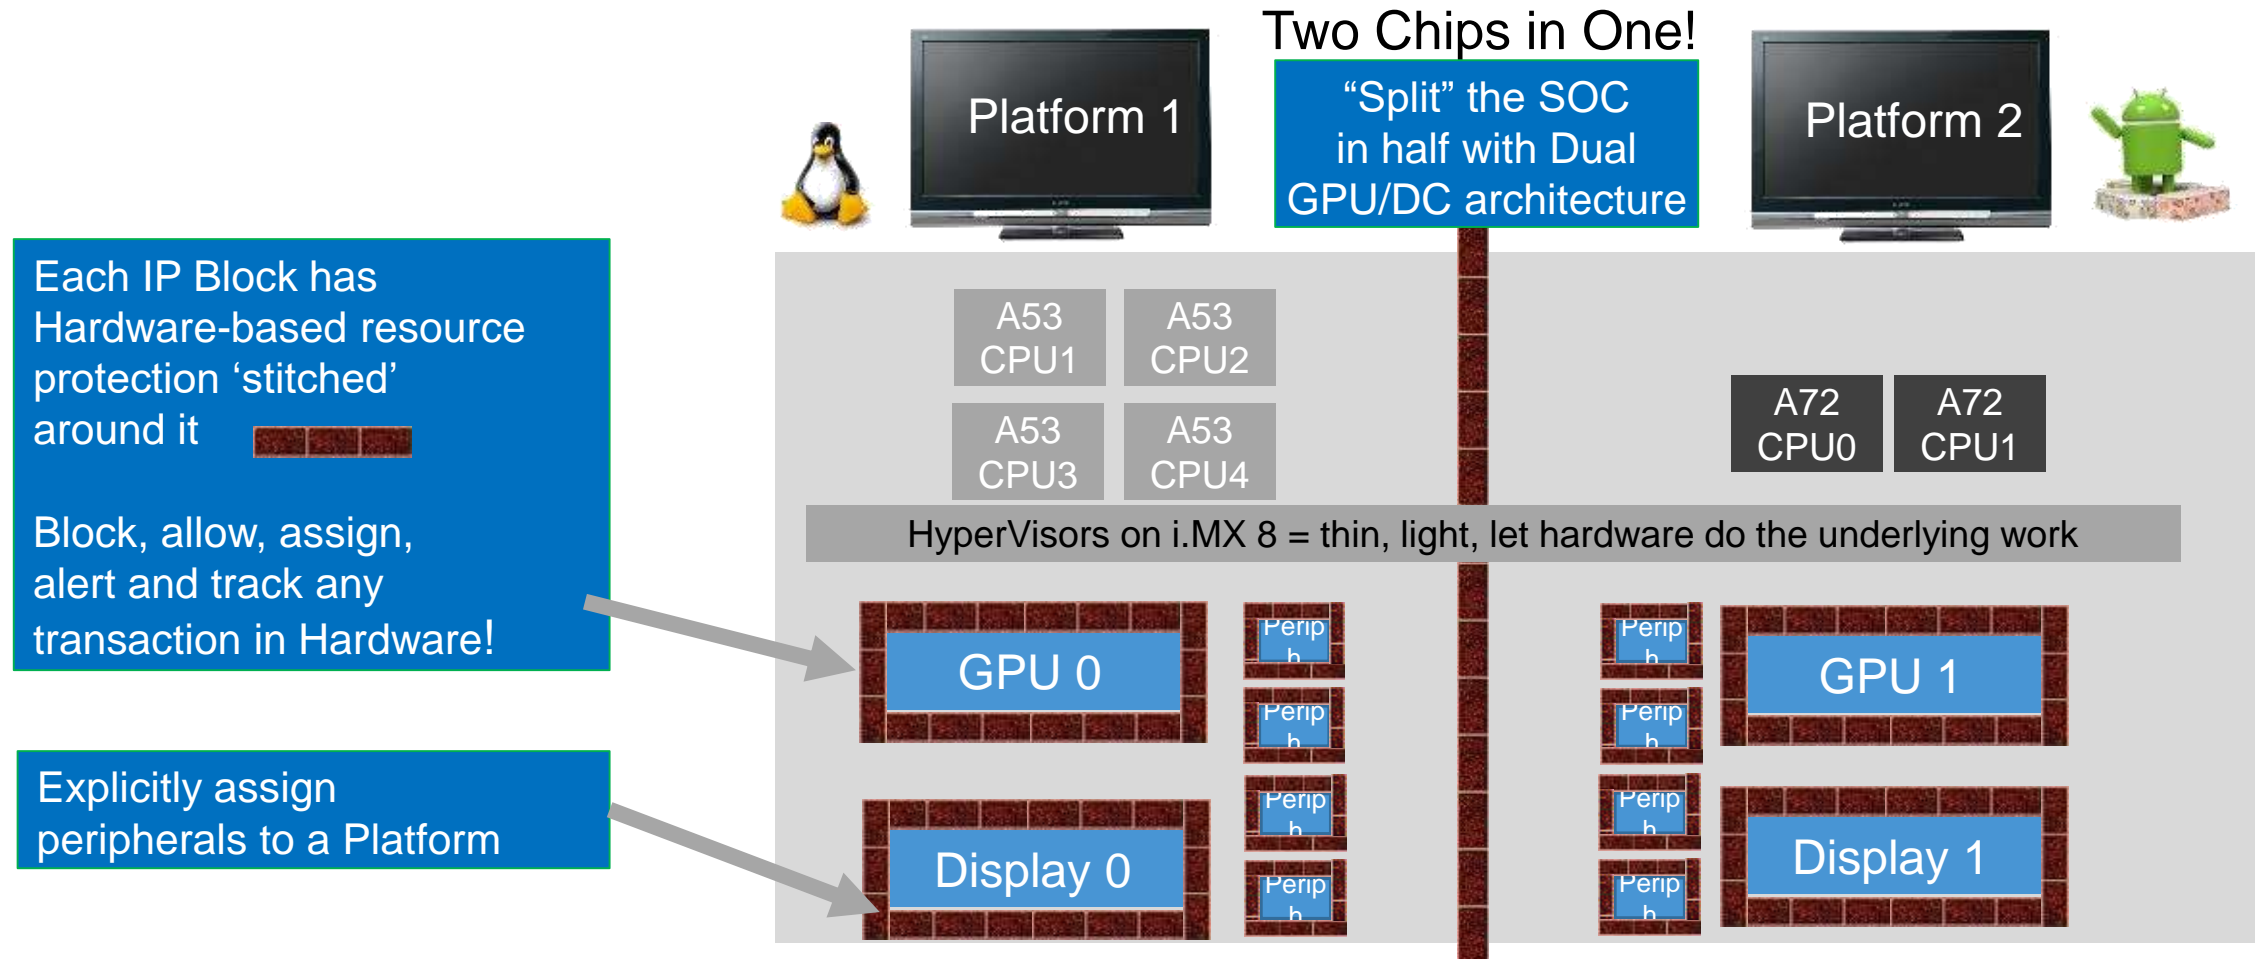 Two Chips in One!
Platform 1
“Split” the SOC
in half with Dual
GPU/DC architecture
Platform 2
Each IP Block has
Hardware-based resource
protection ‘stitched’
around it
Block, allow, assign,
alert and track any
transaction in Hardware!
Explicitly assign
peripherals to a Platform
A53
CPU1
A53
CPU2
A53
CPU3
A53
CPU4
A72
CPU0
A72
CPU1
HyperVisors on i.MX 8 = thin, light, let hardware do the underlying work
GPU 0
Perip
h
Perip
h
Perip
h
Perip
h
Display 0
Perip
h
Perip
h
Perip
h
Perip
h
GPU 1
Display 1